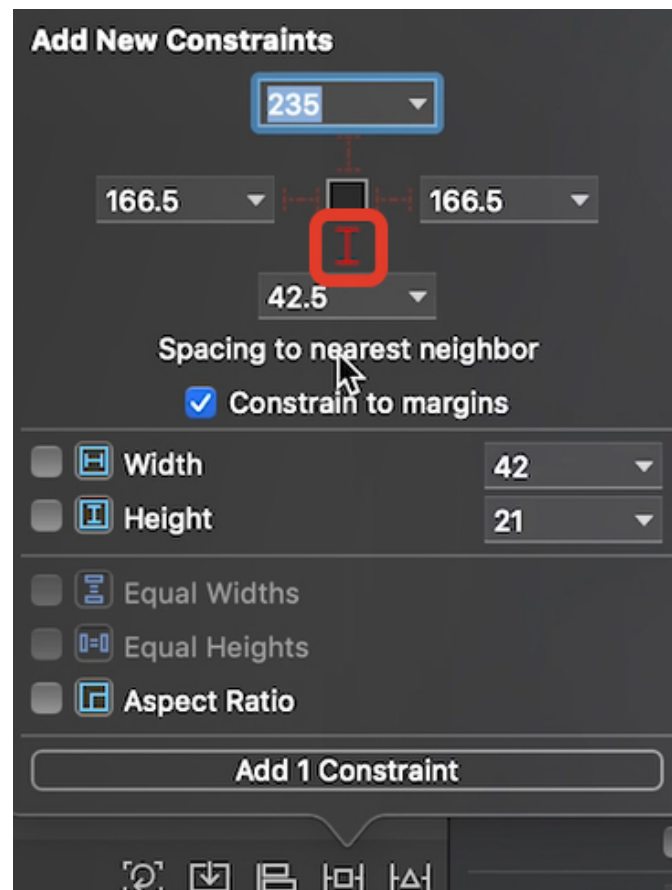 Add New Constraints
235
166.5 166.5
42.5
Spacing to nearest neighbor
Constrain to margins
Width 42
Height 21
Equal Widths
Equal Heights
Aspect Ratio
Add 1 Constraint